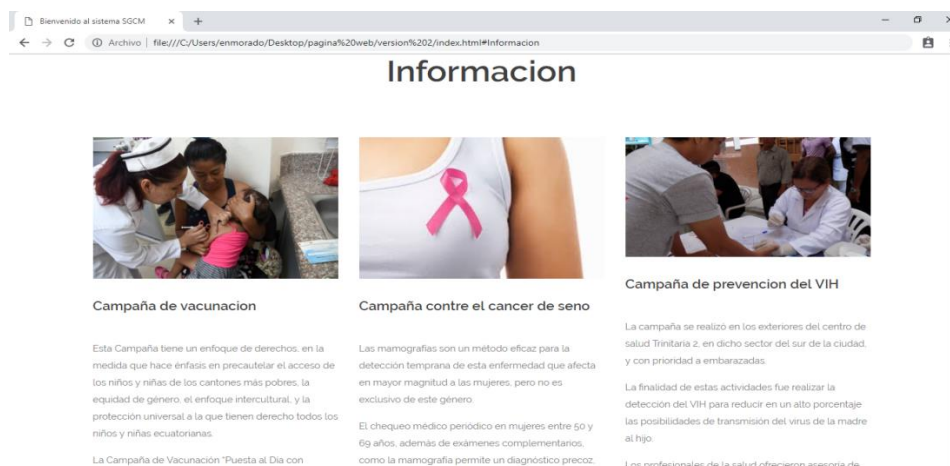 Bienvenido al sistema SGCM
Archivo | file:///C:/Users/enmorado/Desktop/pagina%20web/version%202/index.html#Informacion
Informacion
Campaña de vacunacion
Esta Campaña tiene un enfoque de derechos, en la
medida que hace énfasis en precautelar el acceso de
los niños y niñas de los cantones más pobres, la
equidad de género, el enfoque intercultural, y la
protección universal a la que tienen derecho todos los
niños y niñas ecuatorianas.
La Campaña de Vacunación "Puesta al Dia con
Campaña contre el cancer de seno
Las mamografías son un método eficaz para la
detección temprana de esta enfermedad que afecta
en mayor magnitud a las mujeres, pero no es
exclusivo de este género.
El chequeo médico periódico en mujeres entre 50 y
69 años, además de exámenes complementarios,
como la mamografía permite un diagnóstico precoz.
Campaña de prevencion del VIH
La campaña se realizó en los exteriores del centro de
salud Trinitaria 2, en dicho sector del sur de la ciudad,
y con prioridad a embarazadas.
La finalidad de estas actividades fue realizar la
detección del VIH para reducir en un alto porcentaje
las posibilidades de transmisión del virus de la madre
al hijo.
Los profesionales de la salud ofrecieron asesoría de